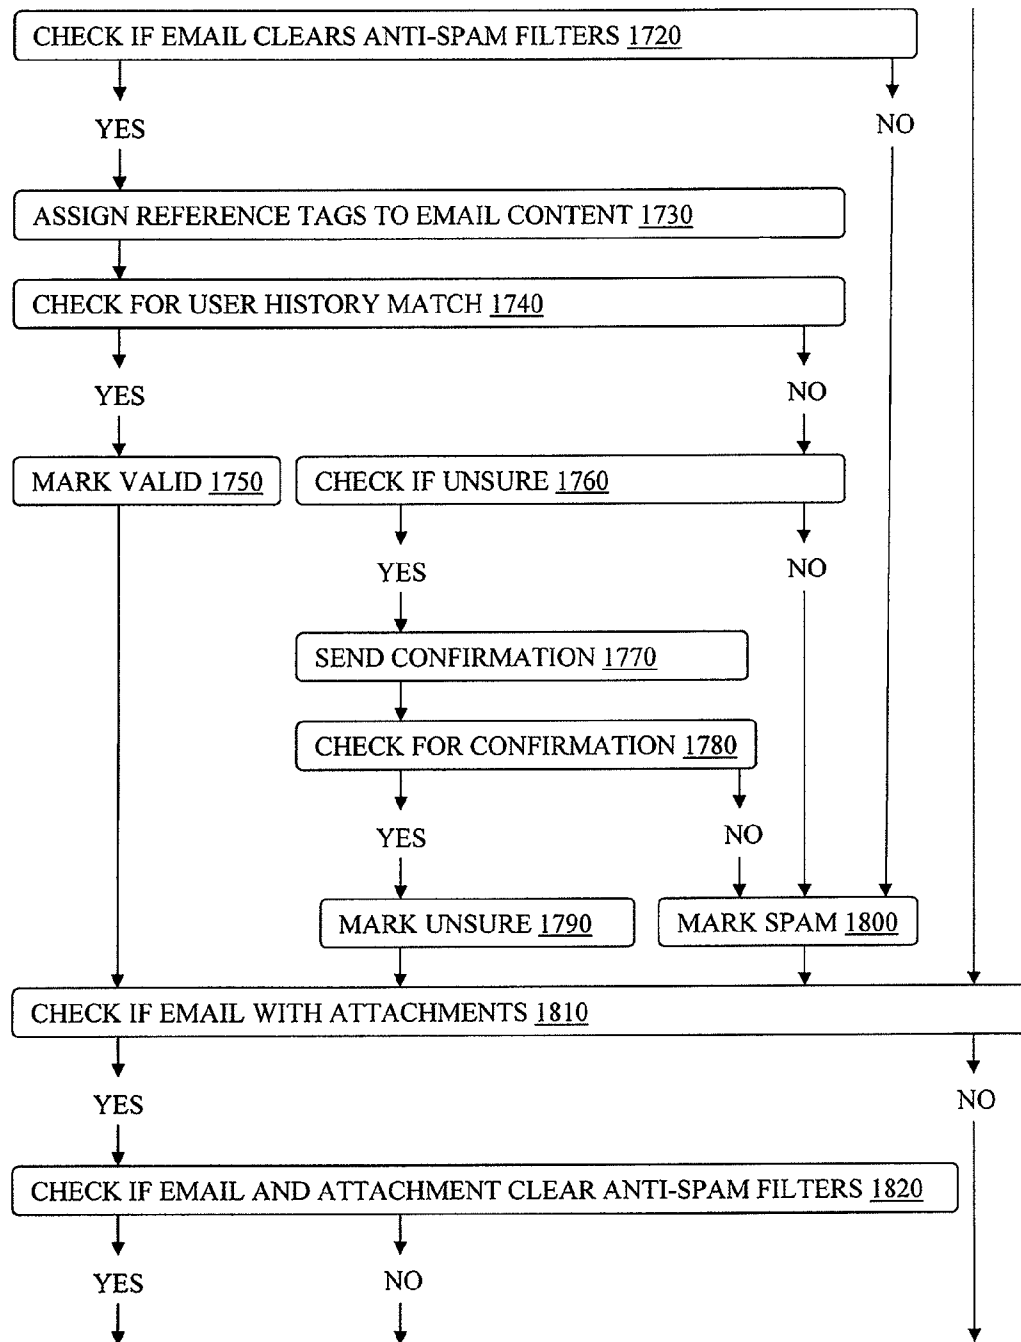 CHECK IF EMAIL CLEARS ANTI-SPAM FILTERS 1720
YES
NO
ASSIGN REFERENCE TAGS TO EMAIL CONTENT 1730
CHECK FOR USER HISTORY MATCH 1740
YES
NO
MARK VALID 1750
CHECK IF UNSURE 1760
YES
NO
SEND CONFIRMATION 1770
CHECK FOR CONFIRMATION 1780
YES
NO
MARK UNSURE 1790
MARK SPAM 1800
CHECK IF EMAIL WITH ATTACHMENTS 1810
YES
NO
CHECK IF EMAIL AND ATTACHMENT CLEAR ANTI-SPAM FILTERS 1820
YES
NO